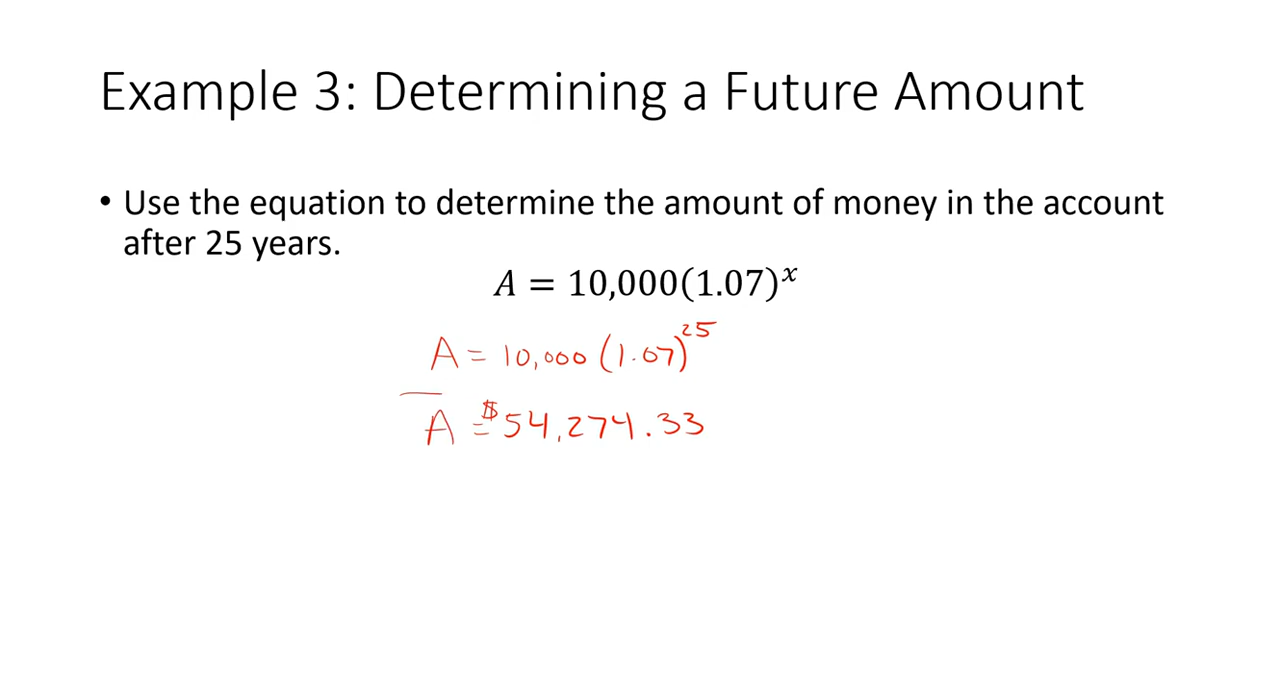 Example 3: Determining a Future Amount
• Use the equation to determine the amount of money in the account
after 25 years.
A = 10,000(1.07)^x
A = 10,000 (1.07)^25
A = $54,274.33